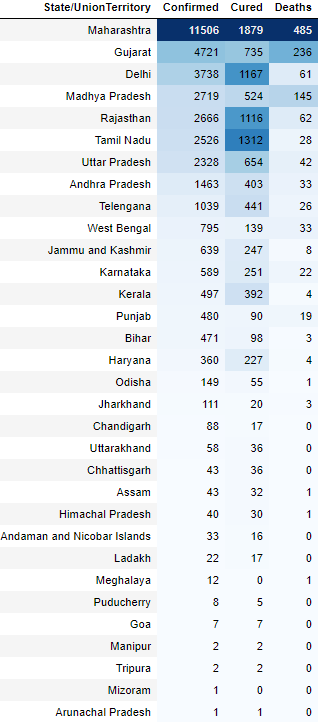 State/UnionTerritory Confirmed Cured Deaths
Maharashtra 11506 1879 485
Gujarat 4721 735 236
Delhi 3738 1167 61
Madhya Pradesh 2719 524 145
Rajasthan 2666 1116 62
Tamil Nadu 2526 1312 28
Uttar Pradesh 2328 654 42
Andhra Pradesh 1463 403 33
Telengana 1039 441 26
West Bengal 795 139 33
Jammu and Kashmir 639 247 8
Karnataka 589 251 22
Kerala 497 392 4
Punjab 480 90 19
Bihar 471 98 3
Haryana 360 227 4
Odisha 149 55 1
Jharkhand 111 20 3
Chandigarh 88 17 0
Uttarakhand 58 36 0
Chhattisgarh 43 36 0
Assam 43 32 1
Himachal Pradesh 40 30 1
Andaman and Nicobar Islands 33 16 0
Ladakh 22 17 0
Meghalaya 12 0 1
Puducherry 8 5 0
Goa 7 7 0
Manipur 2 2 0
Tripura 2 2 0
Mizoram 1 0 0
Arunachal Pradesh 1 1 0